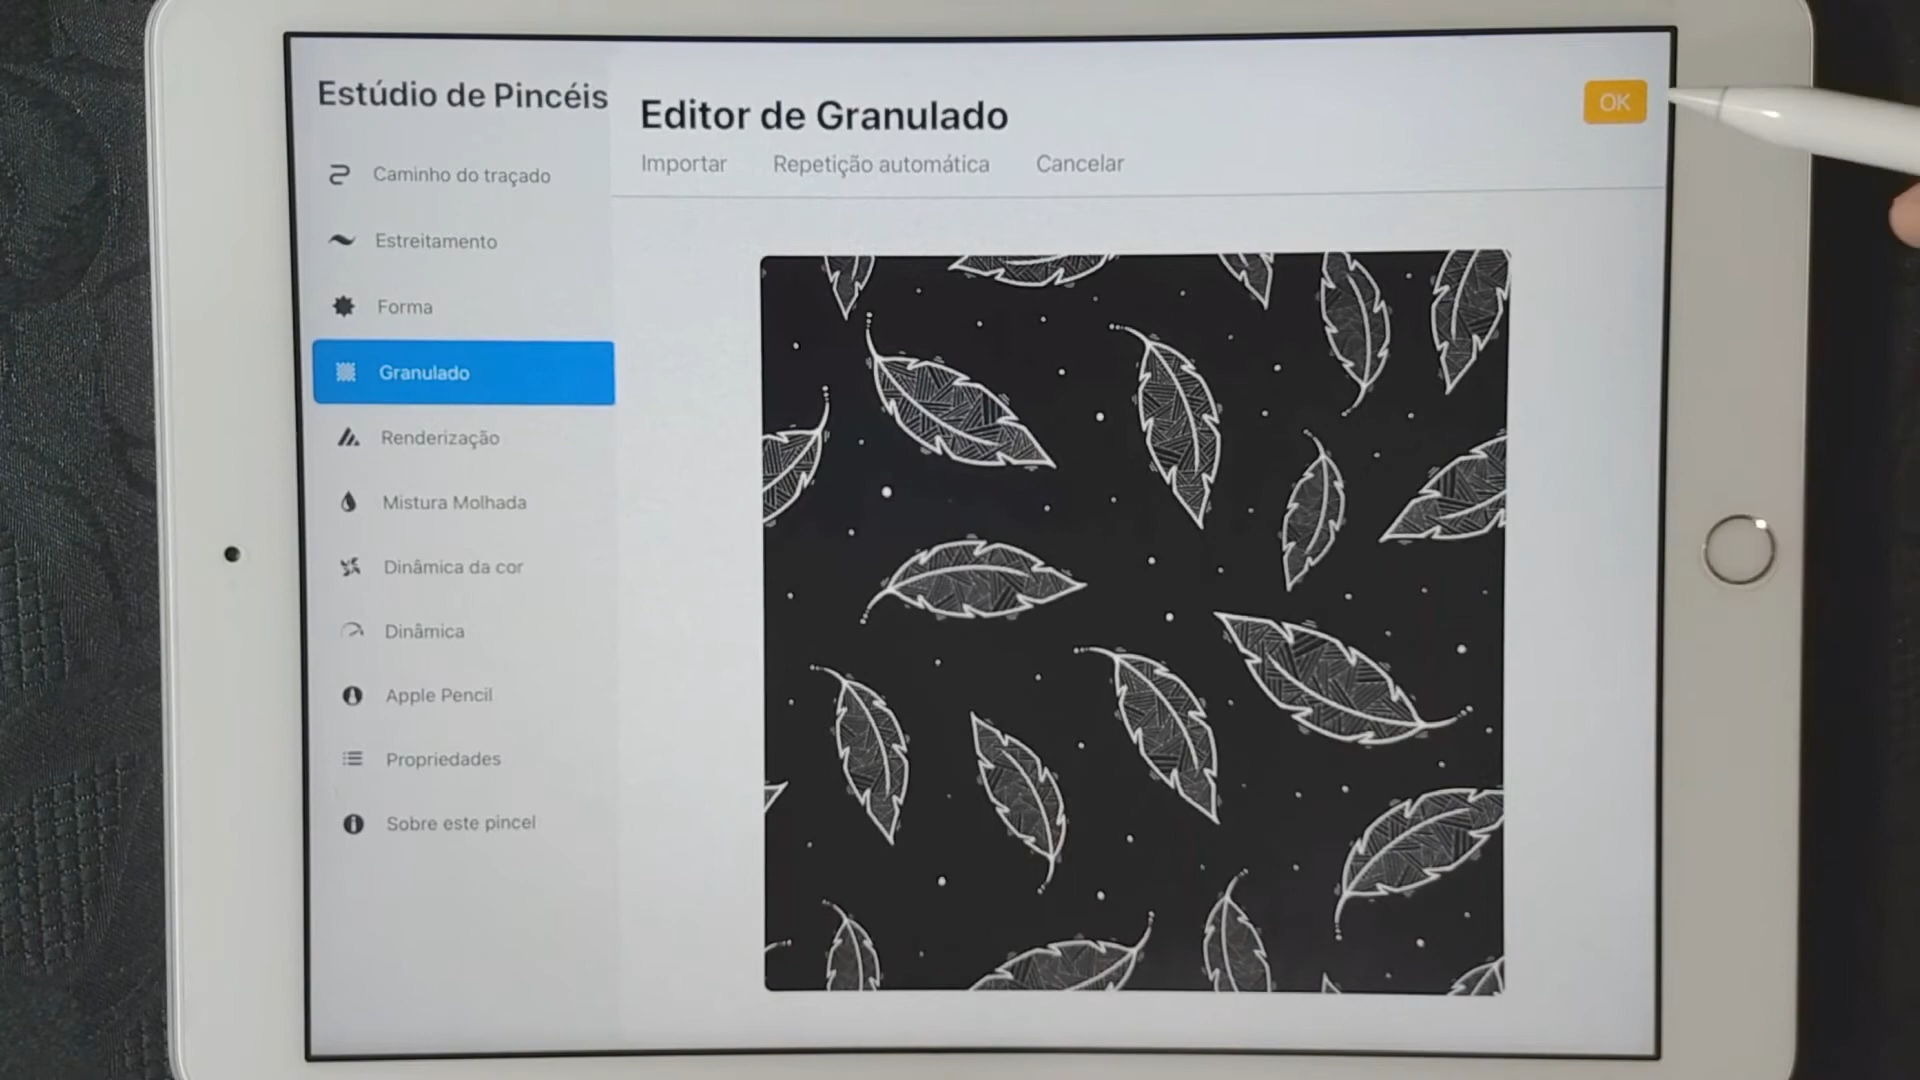 Estúdio de Pincéis
Caminho do traçado
Estreitamento
Forma
Granulado
Renderização
Mistura Molhada
Dinâmica da cor
Dinâmica
Apple Pencil
Propriedades
Sobre este pincel
Editor de Granulado
Importar Repetição automática Cancelar
OK